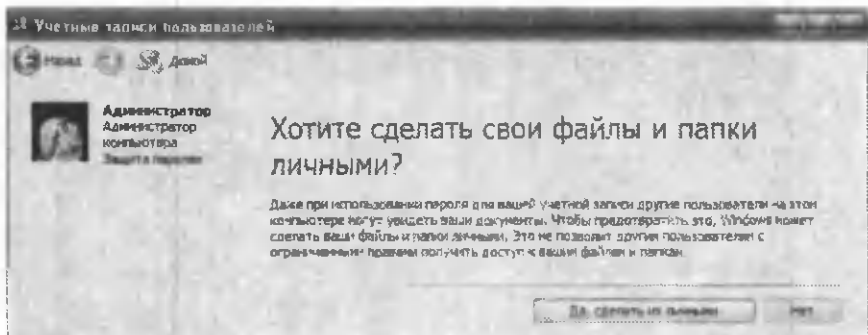 Учетные записи пользователей
Назад Домой
Администратор
Администратор
компьютера
Защита паролем
Хотите сделать свои файлы и папки
личными?
Даже при использовании пароля для вашей учетной записи другие пользователи на этом
компьютере могут увидеть ваши документы. Чтобы предотвратить это, Windows может
сделать ваши файлы и папки личными. Это не позволит другим пользователям с
ограниченными правами получить доступ к вашим файлам и папкам.
Да, сделать их личными Нет